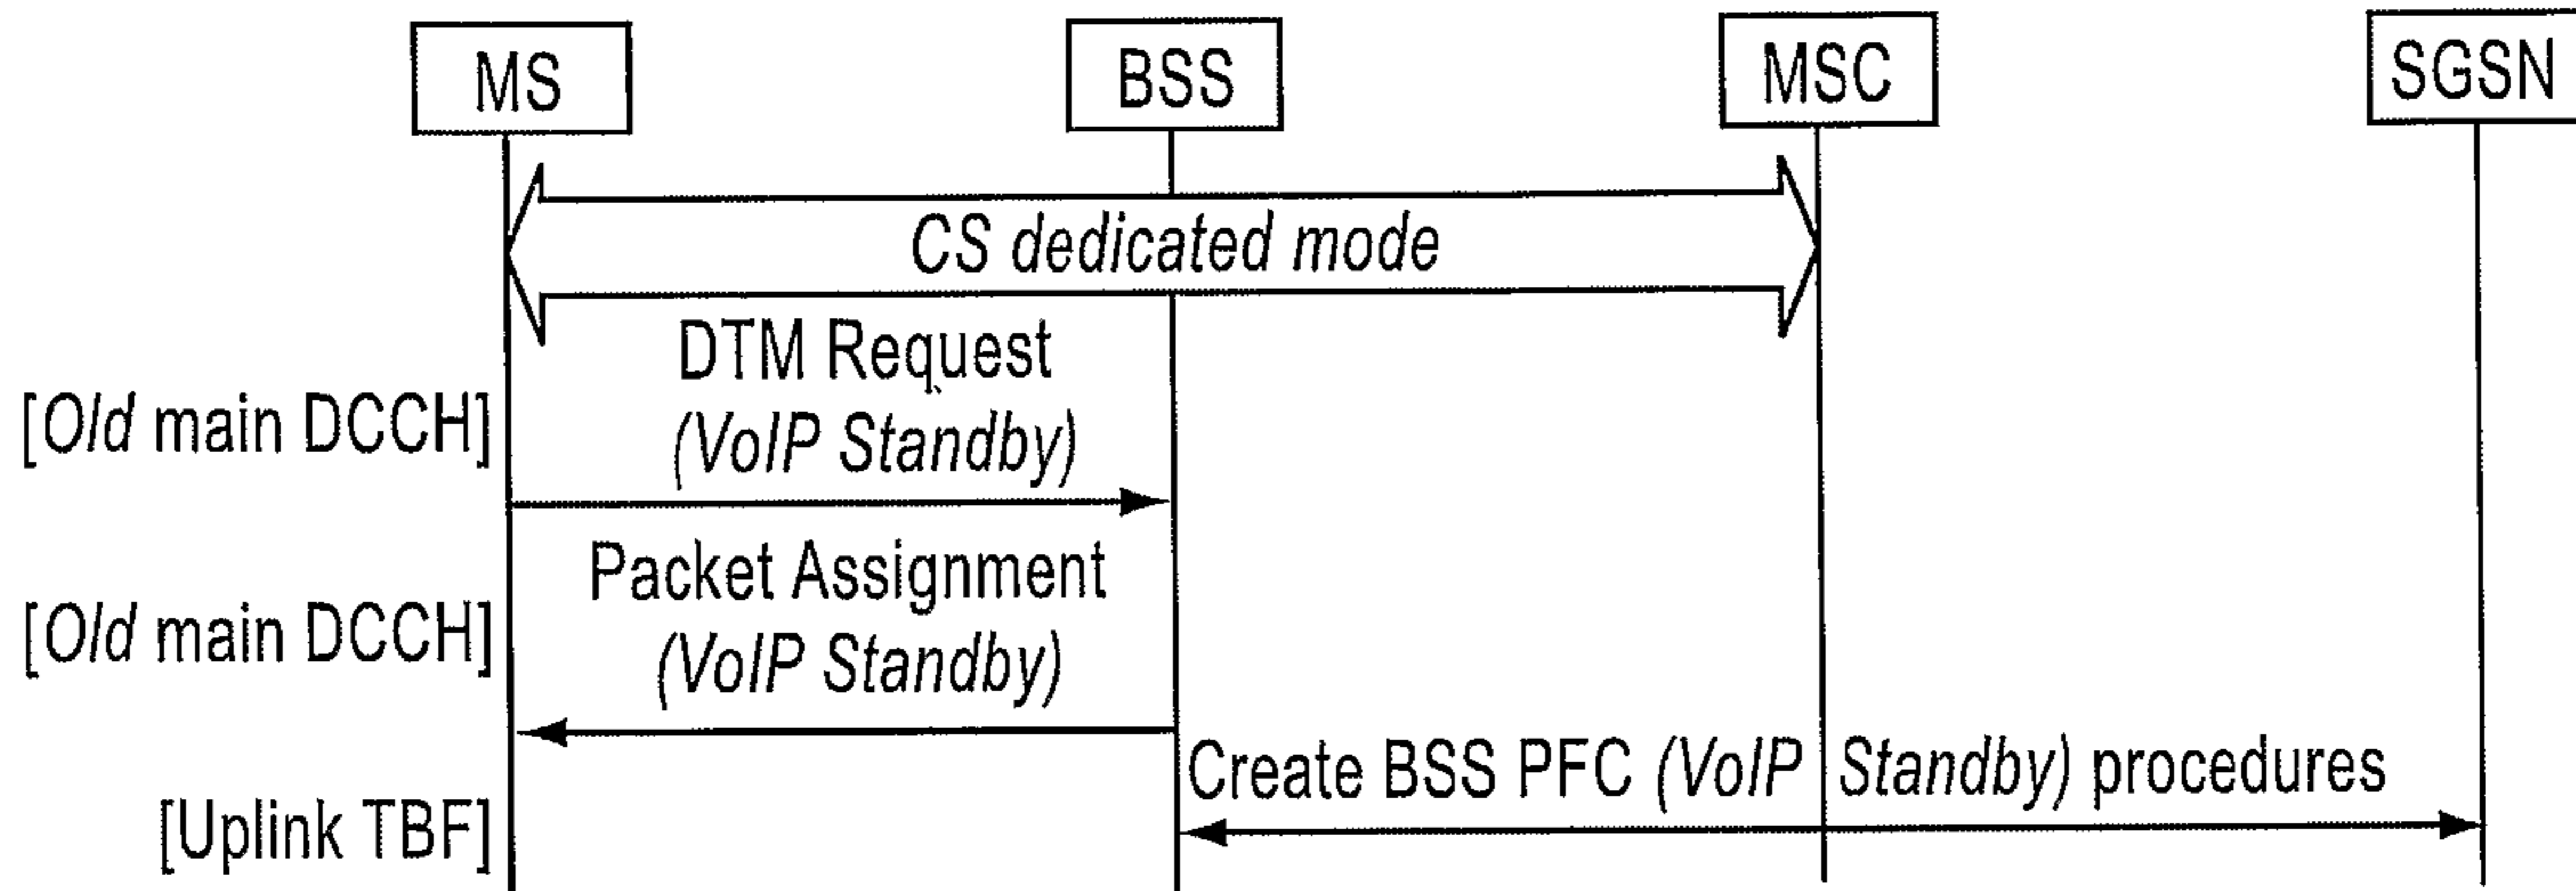 MS
BSS
MSC
SGSN
CS dedicated mode
DTM Request
[Old main DCCH]
(VoIP Standby)
Packet Assignment
[Old main DCCH]
(VoIP Standby)
Create BSS PFC (VoIP Standby) procedures
[Uplink TBF]